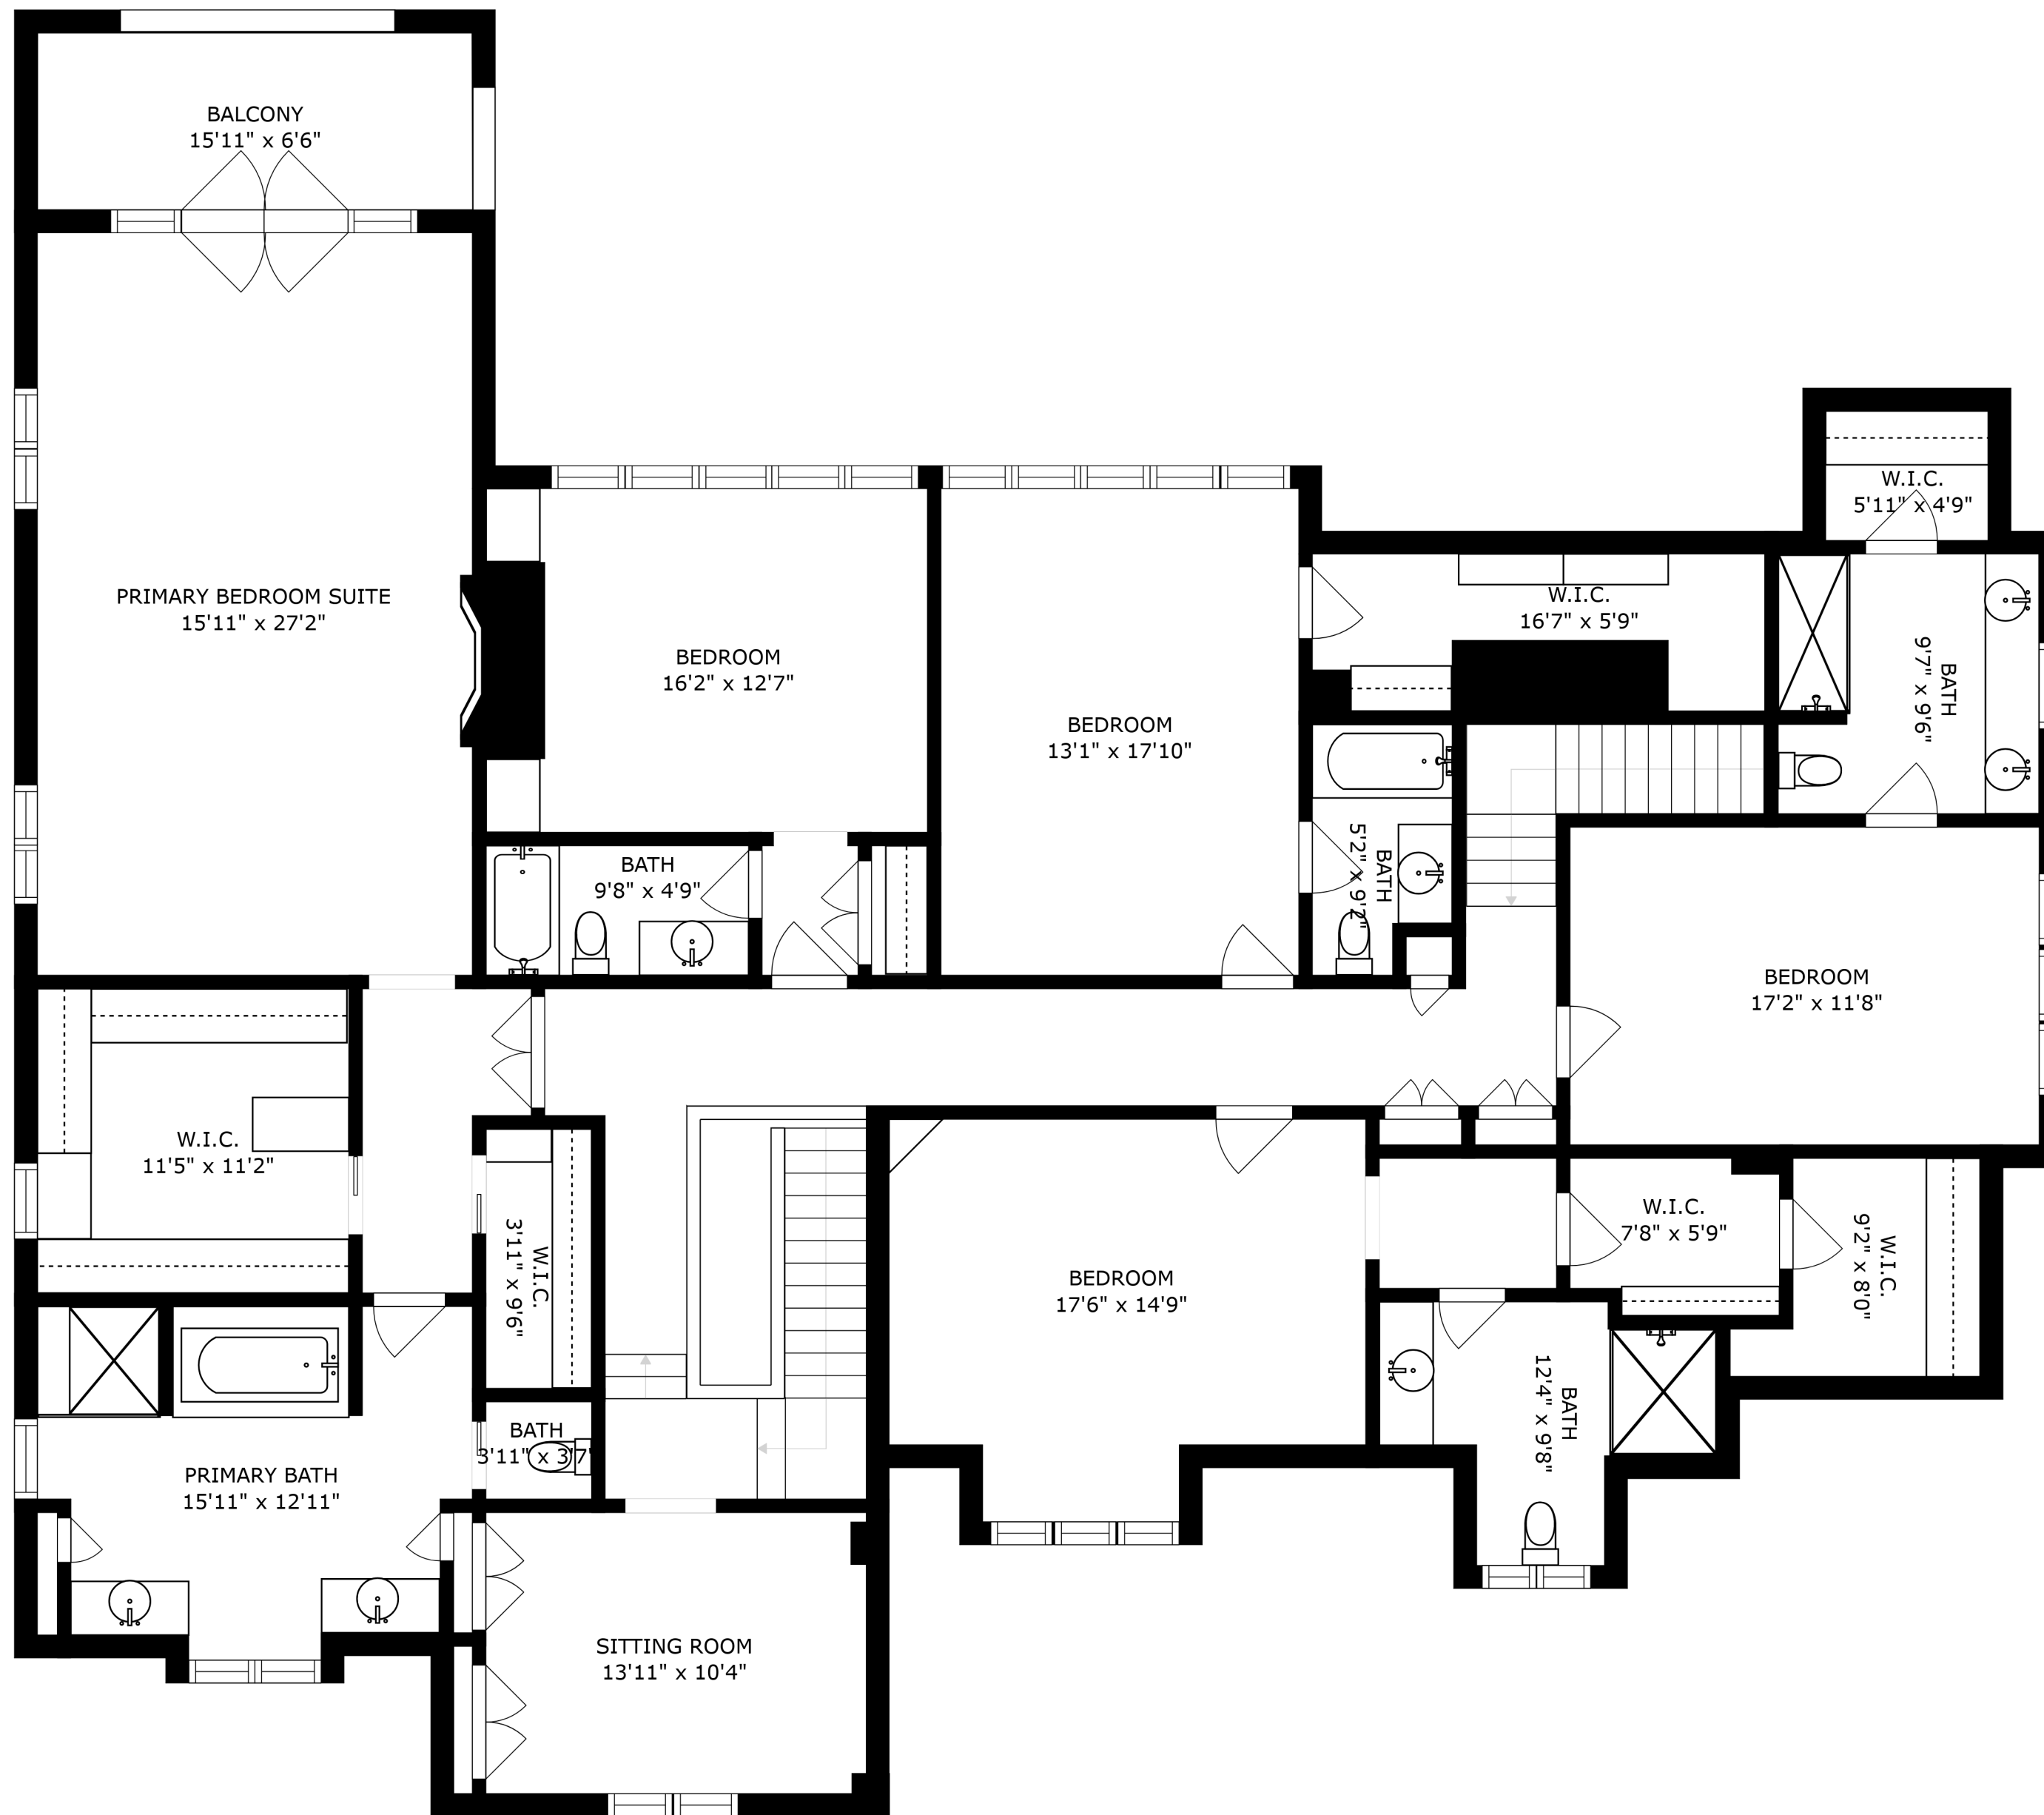 BALCONY
15'11" x 6'6"
W.I.C.
5'11" x 4'9"
PRIMARY BEDROOM SUITE
15'11" x 27'2"
BEDROOM
16'2" x 12'7"
BEDROOM
13'1" x 17'10"
W.I.C.
16'7" x 5'9"
BATH
9'7" x 9'6"
BATH
9'8" x 4'9"
BATH
5'2" x 9'2"
BEDROOM
17'2" x 11'8"
W.I.C.
11'5" x 11'2"
W.I.C.
3'11" x 9'6"
BEDROOM
17'6" x 14'9"
W.I.C.
7'8" x 5'9"
W.I.C.
9'2" x 8'0"
BATH
3'11" x 3'7"
BATH
12'4" x 9'8"
PRIMARY BATH
15'11" x 12'11"
SITTING ROOM
13'11" x 10'4"